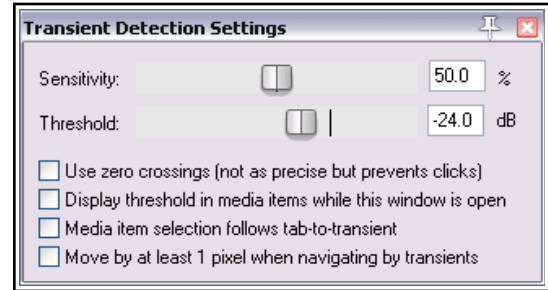 Transient Detection Settings
Sensitivity: 50.0 %
Threshold: -24.0 dB
Use zero crossings (not as precise but prevents clicks)
Display threshold in media items while this window is open
Media item selection follows tab-to-transient
Move by at least 1 pixel when navigating by transients